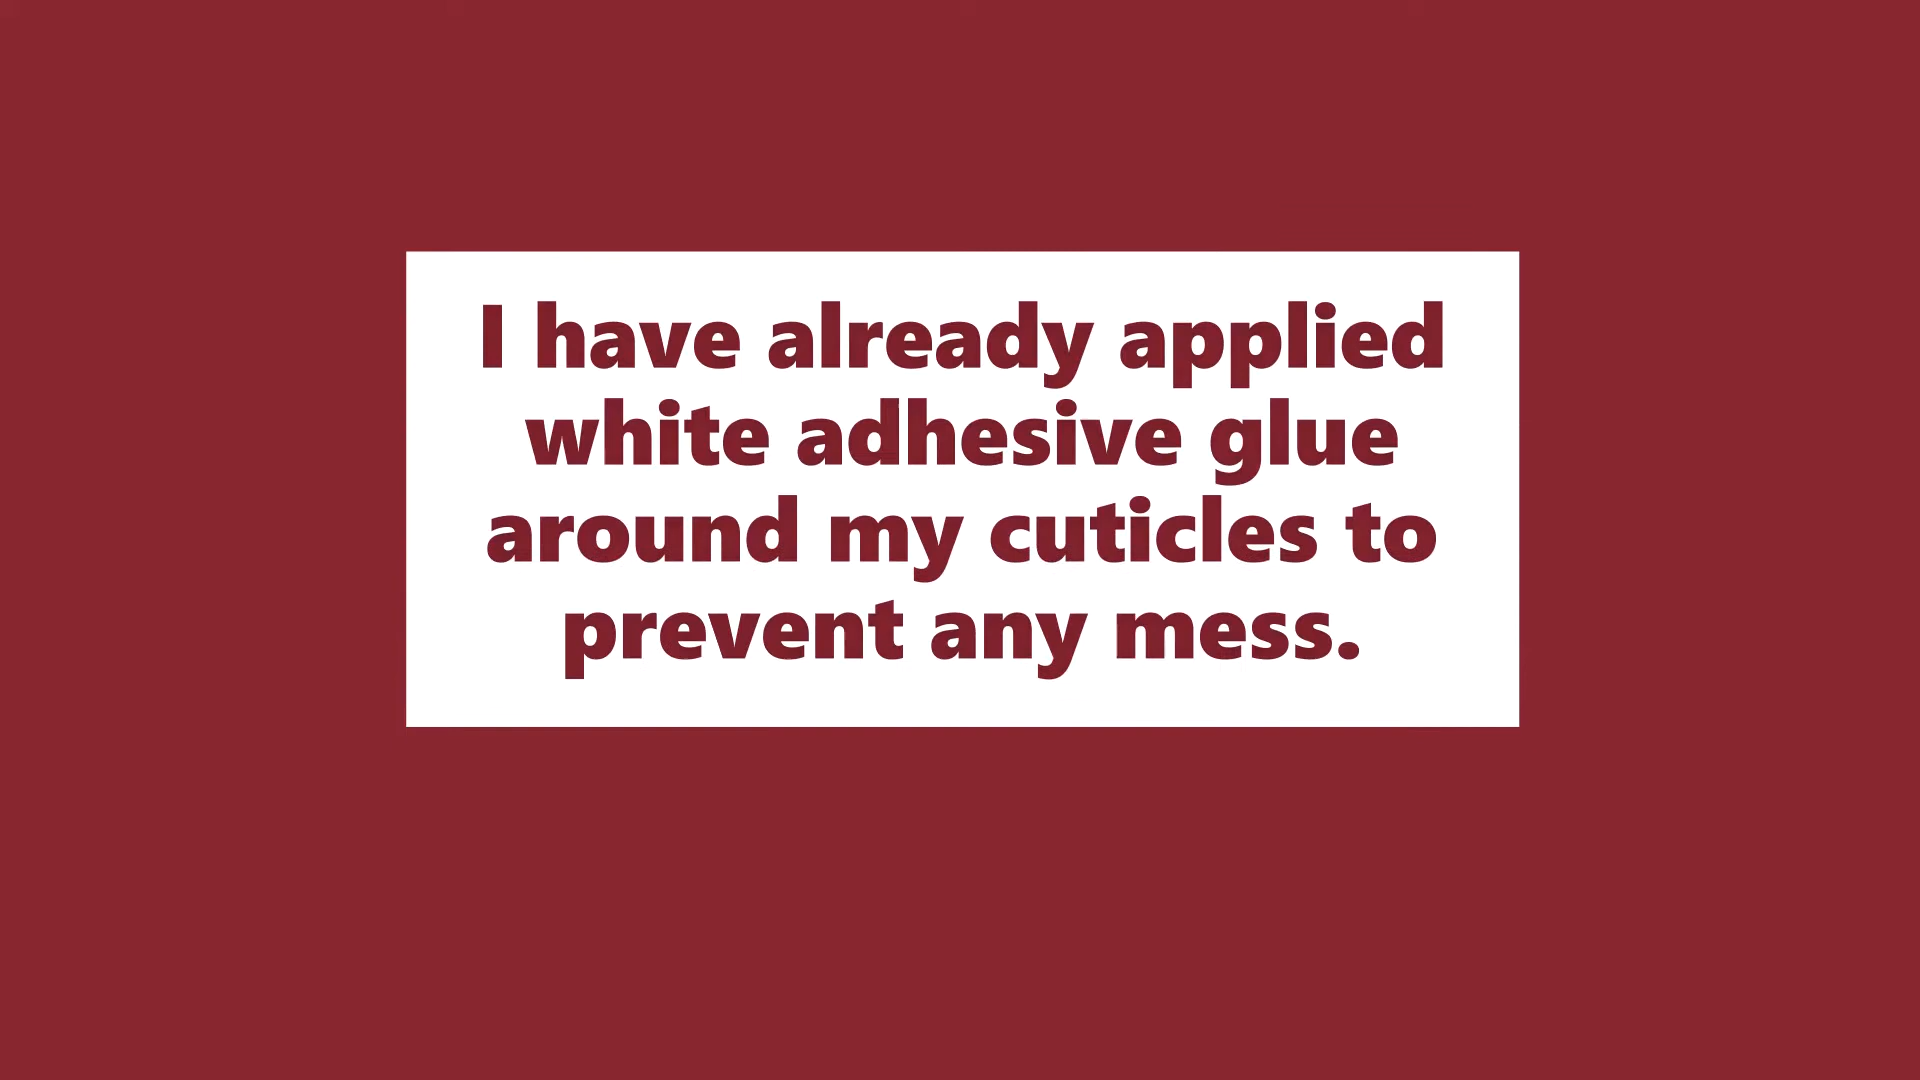 I have already applied
white adhesive glue
around my cuticles to
prevent any mess.